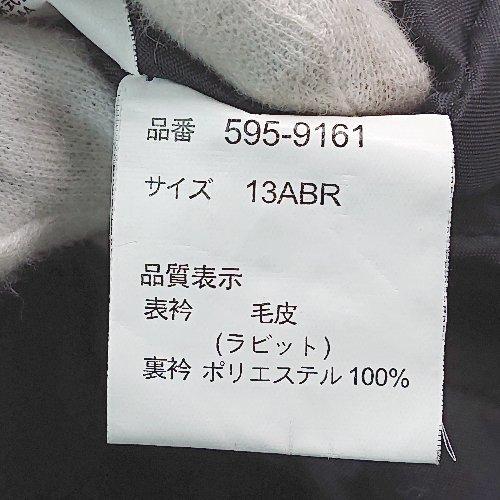 品番 595-9161
サイズ 13ABR
品質表示
表衿 毛皮
(ラビット)
裏衿 ポリエステル 100%